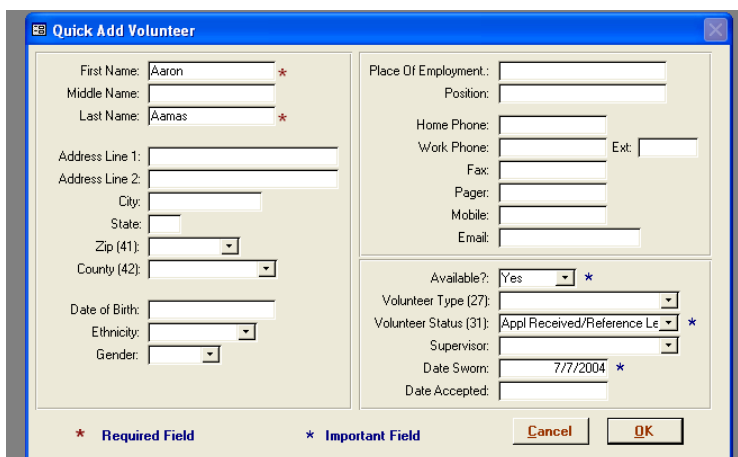 Quick Add Volunteer
First Name: Aaron *
Middle Name:
Last Name: Aamas *
Address Line 1:
Address Line 2:
City:
State:
Zip (41):
County (42):
Date of Birth:
Ethnicity:
Gender:
Place Of Employment.:
Position:
Home Phone:
Work Phone: Ext:
Fax:
Pager:
Mobile:
Email:
Available?: Yes *
Volunteer Type (27):
Volunteer Status (31): Appl Received/Reference Le *
Supervisor:
Date Sworn: 7/7/2004 *
Date Accepted:
* Required Field * Important Field Cancel OK